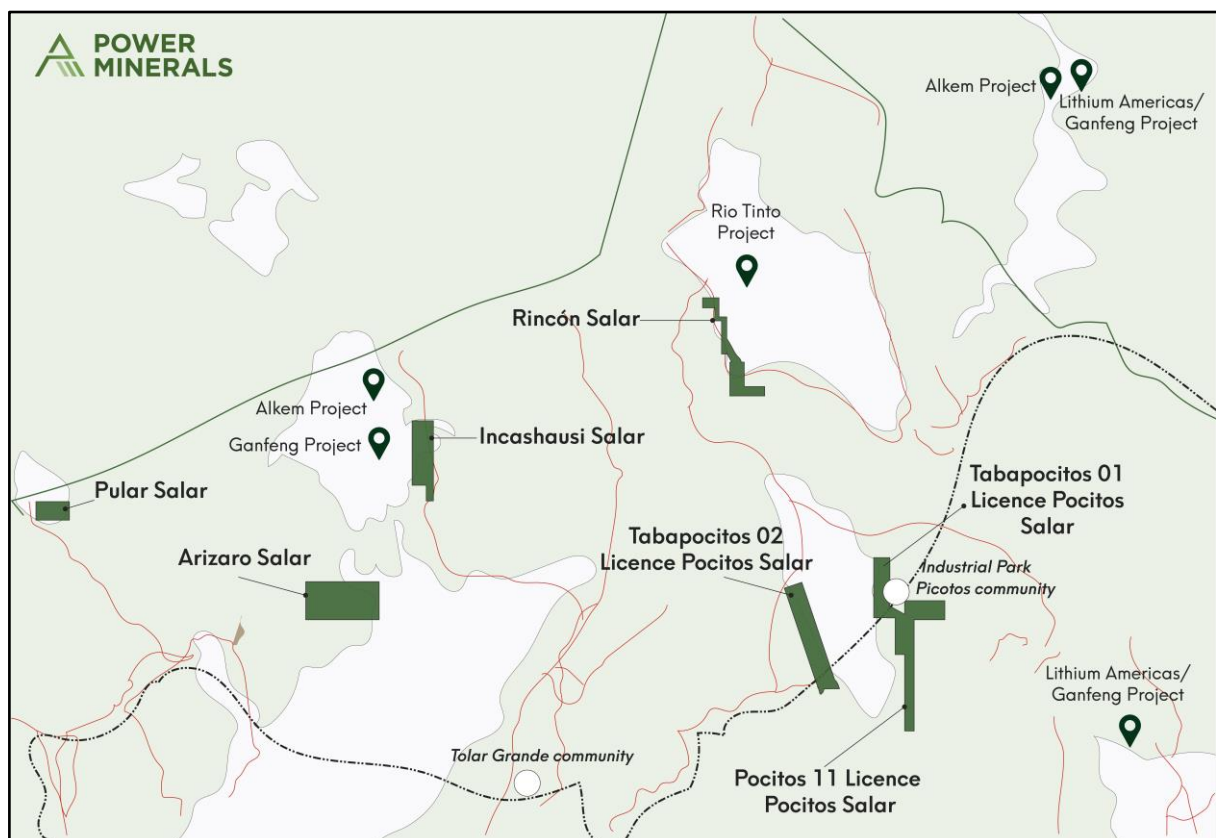 POWER
MINERALS
Alkem Project
Lithium Americas/
Ganfeng Project
Rio Tinto
Project
Rincón Salar
Alkem Project
Ganfeng Project
Incashausi Salar
Pular Salar
Arizaro Salar
Tabapocitos 01
Licence Pocitos
Salar
Tabapocitos 02
Licence Pocitos Salar
Industrial Park
Picotos community
Lithium Americas/
Ganfeng Project
Tolar Grande community
Pocitos 11 Licence
Pocitos Salar